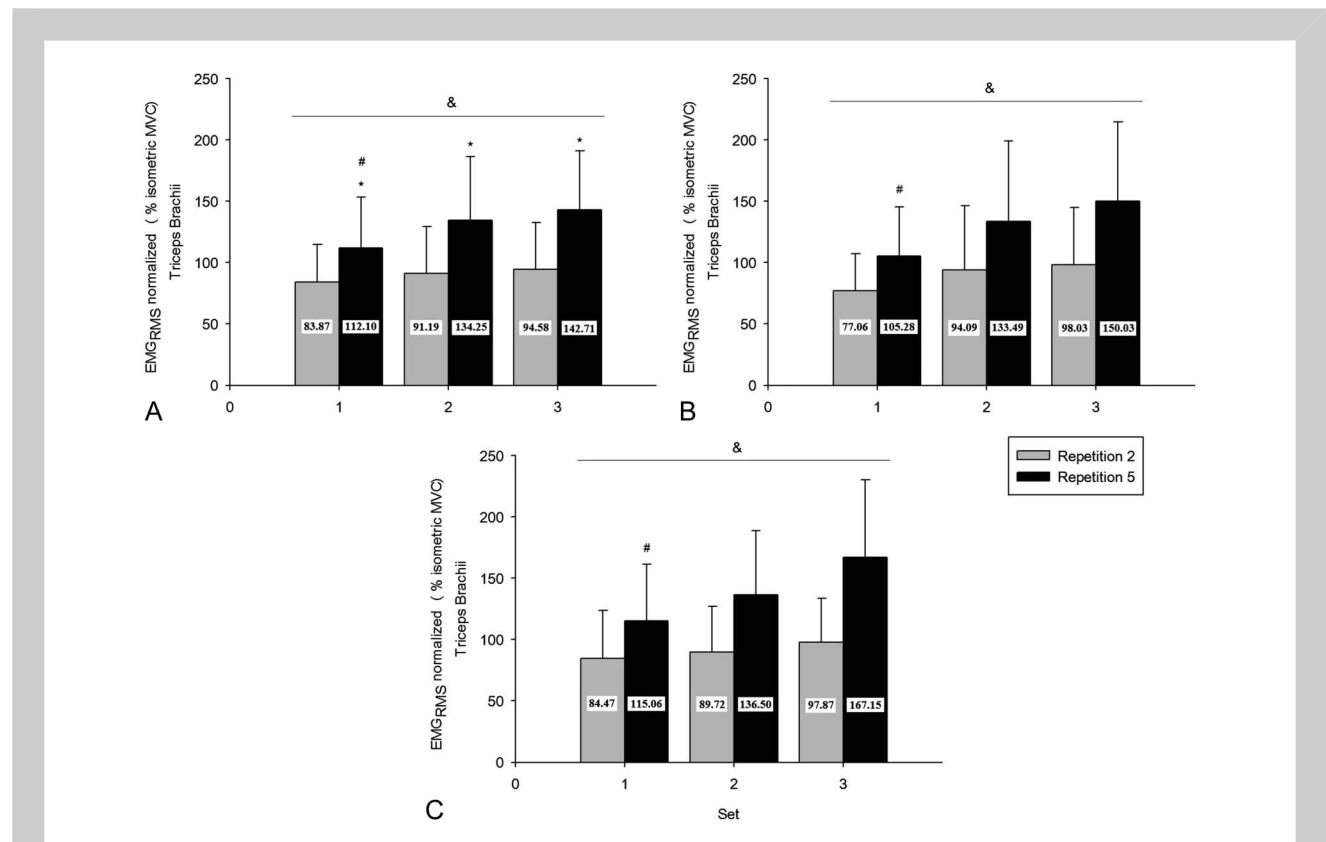 250
200
150
100
50
0
EMGRMS normalized ( % isometric MVC)
Triceps Brachii
&
#
*
*
*
83.87 112.10 91.19 134.25 94.58 142.71
0 1 2 3
A
250
200
150
100
50
0
EMGRMS normalized ( % isometric MVC)
Triceps Brachii
&
#
77.06 105.28 94.09 133.49 98.03 150.03
0 1 2 3
B
Repetition 2
Repetition 5
250
200
150
100
50
0
EMGRMS normalized ( % isometric MVC)
Triceps Brachii
&
#
84.47 115.06 89.72 136.50 97.87 167.15
0 1 2 3
C
Set